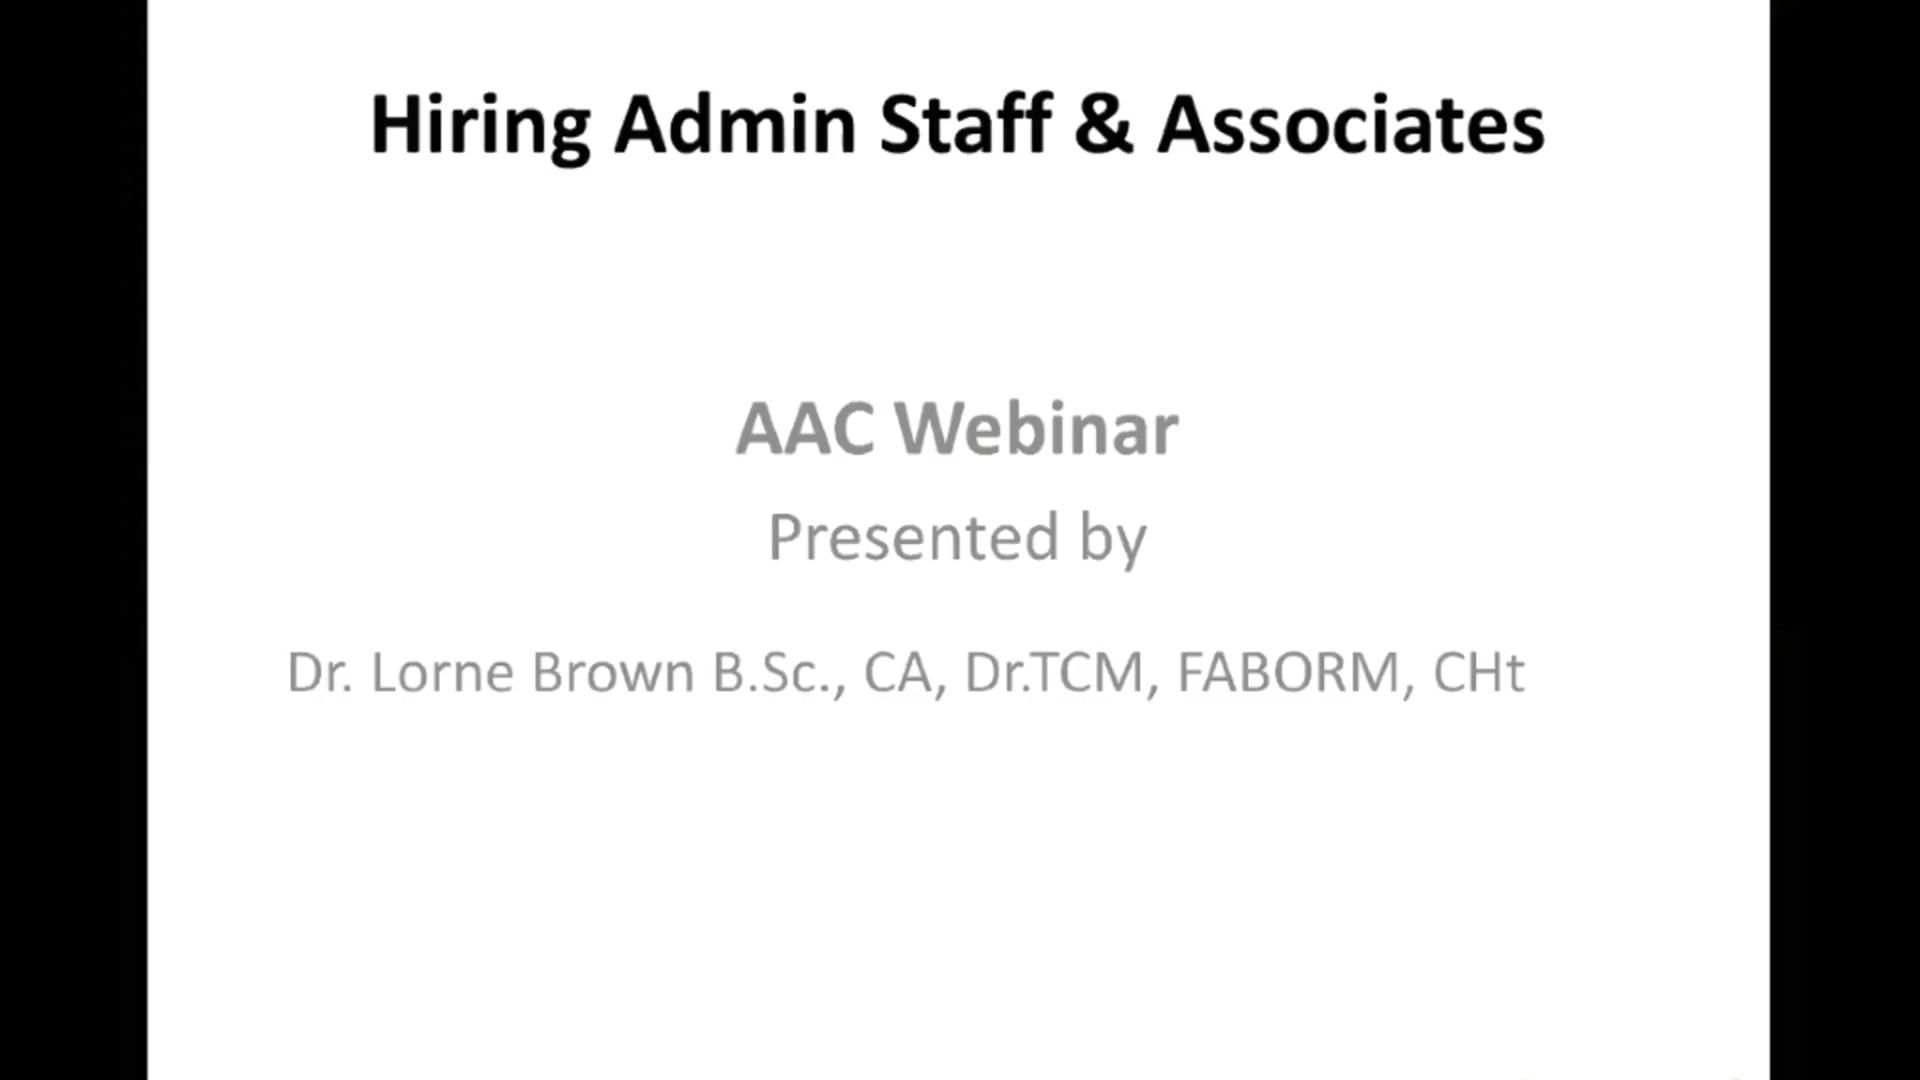 Hiring Admin Staff & Associates
AAC Webinar
Presented by
Dr. Lorne Brown B.Sc., CA, Dr.TCM, FABORM, CHt